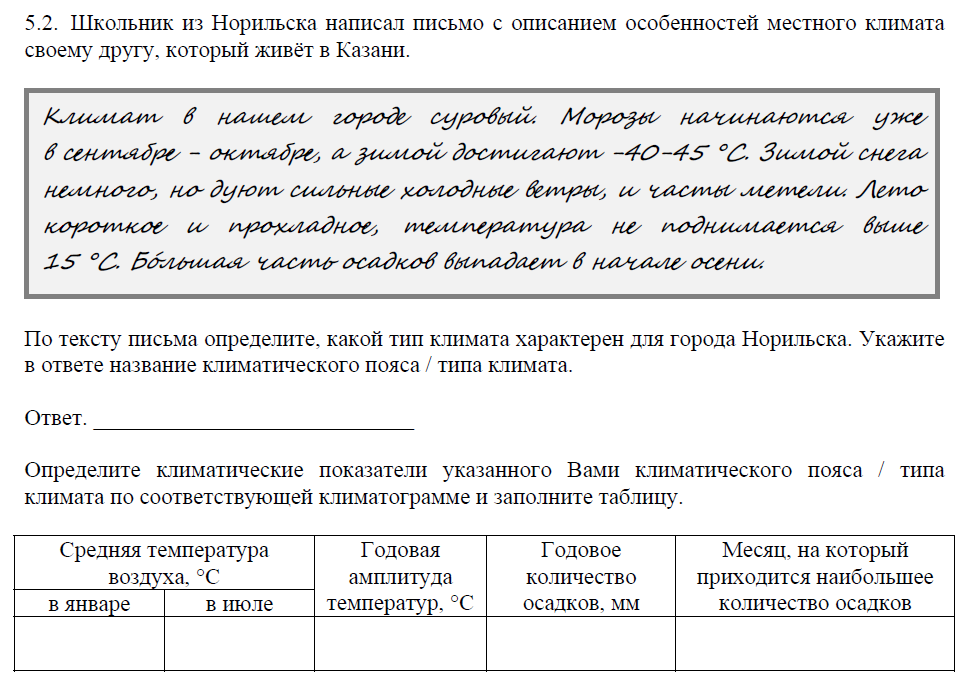 5.2. Школьник из Норильска написал письмо с описанием особенностей местного климата
своему другу, который живёт в Казани.
Климат в нашем городе суровый. Морозы начинаются уже
в сентябре – октябре, а зимой достигают –40–45 °С. Зимой снега
немного, но дуют сильные холодные ветры, и часты метели. Лето
короткое и прохладное, температура не поднимается выше
15 °С. Бо́льшая часть осадков выпадает в начале осени.
По тексту письма определите, какой тип климата характерен для города Норильска. Укажите
в ответе название климатического пояса / типа климата.
Ответ. ____________________________
Определите климатические показатели указанного Вами климатического пояса / типа
климата по соответствующей климатограмме и заполните таблицу.
Средняя температура
воздуха, °С
в январе
в июле
Годовая
амплитуда
температур, °С
Годовое
количество
осадков, мм
Месяц, на который
приходится наибольшее
количество осадков